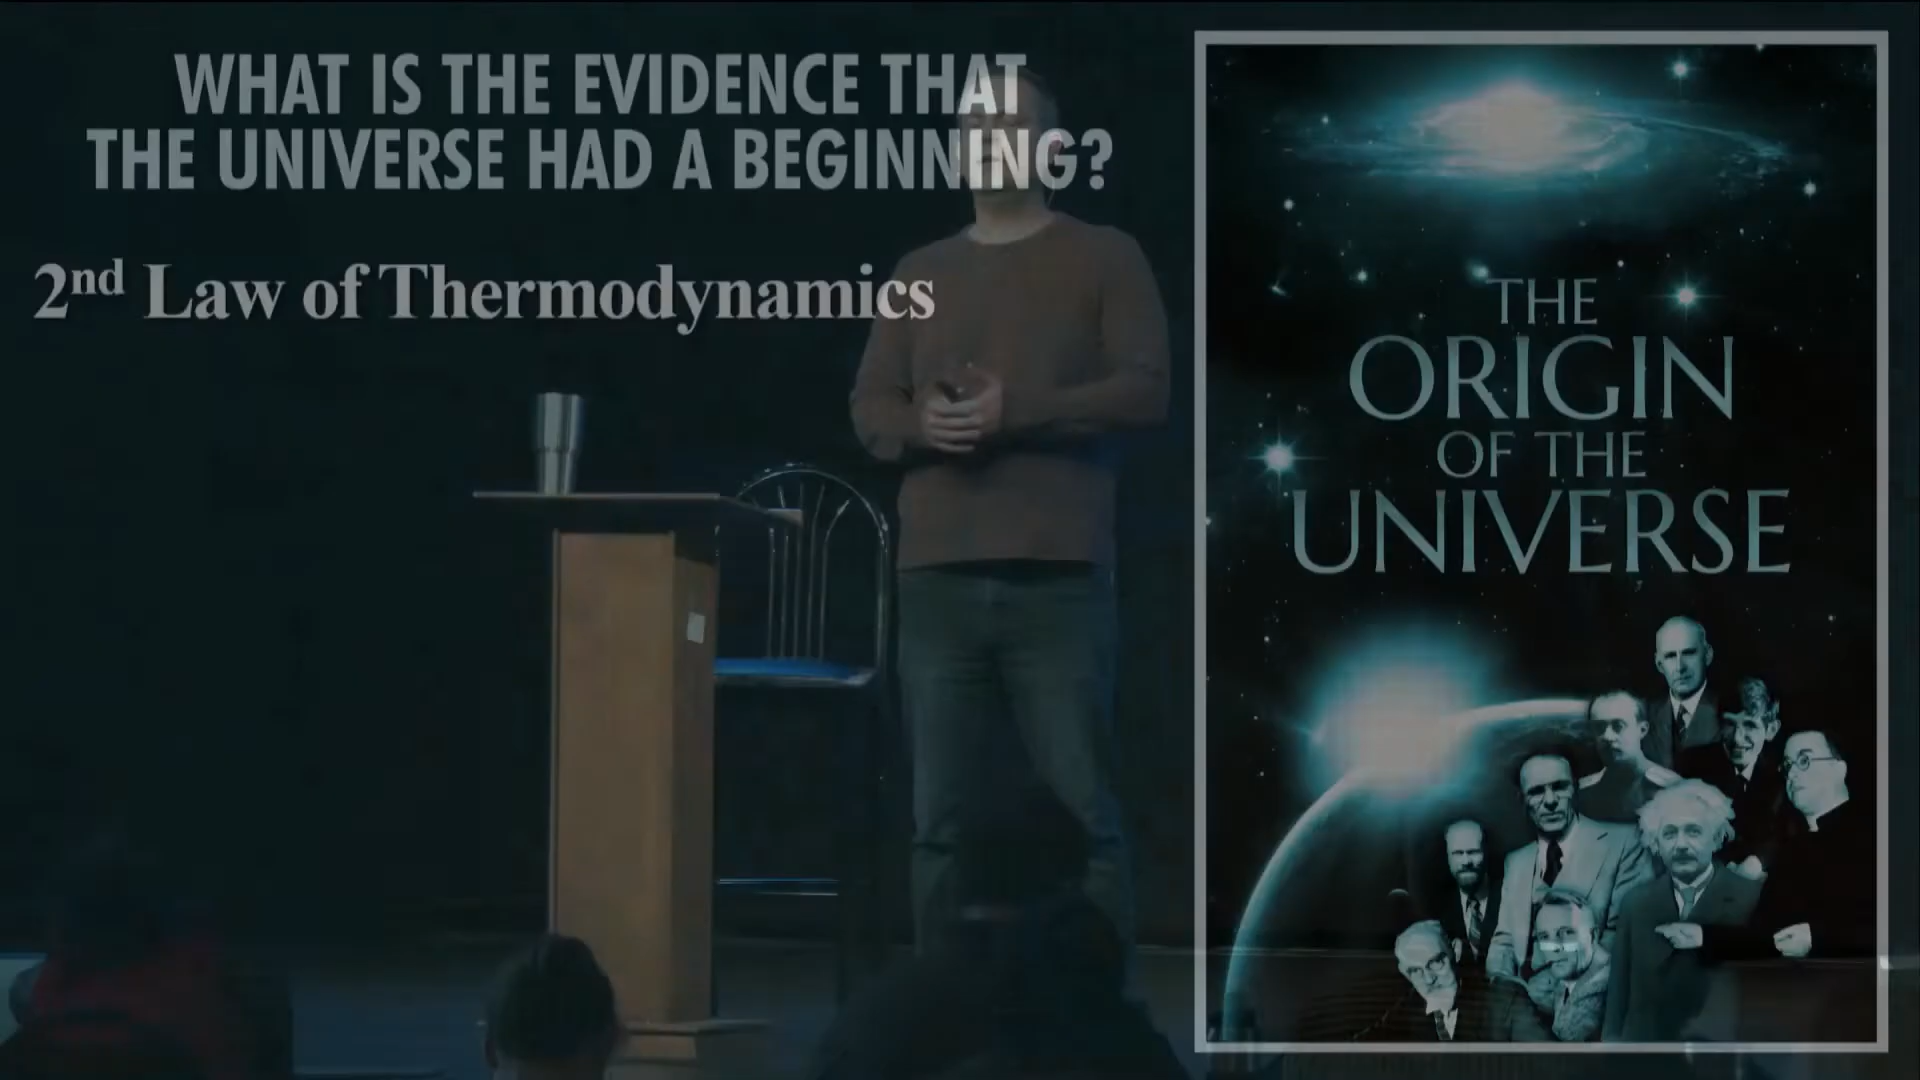 WHAT IS THE EVIDENCE THAT
THE UNIVERSE HAD A BEGINNING?
2nd Law of Thermodynamics
THE
ORIGIN
OF THE
UNIVERSE